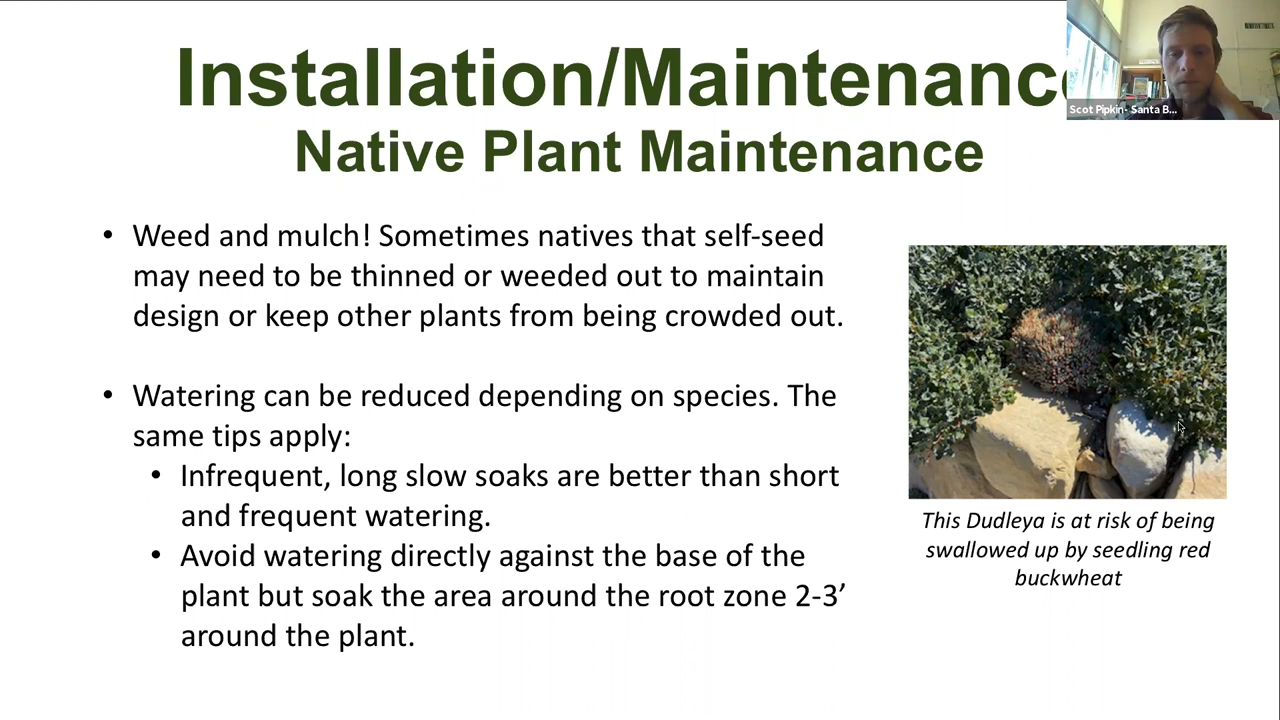 Installation/Maintenance
Native Plant Maintenance
Scot Pipkin- Santa B...
• Weed and mulch! Sometimes natives that self-seed
may need to be thinned or weeded out to maintain
design or keep other plants from being crowded out.
• Watering can be reduced depending on species. The
same tips apply:
• Infrequent, long slow soaks are better than short
and frequent watering.
• Avoid watering directly against the base of the
plant but soak the area around the root zone 2-3’
around the plant.
This Dudleya is at risk of being
swallowed up by seedling red
buckwheat